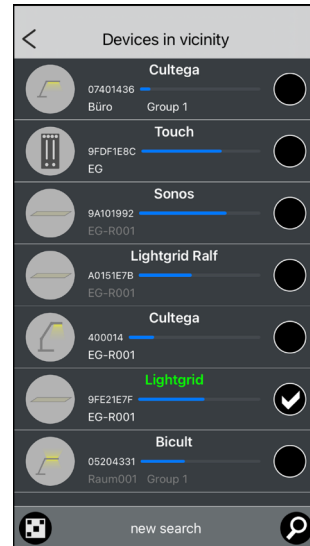 Devices in vicinity
Cultega
07401436
Büro Group 1
Touch
9FDF1E8C
EG
Sonos
9A101992
EG-R001
Lightgrid Ralf
A0151E7B
EG-R001
Cultega
400014
EG-R001
Lightgrid
9FE21E7F
EG-R001
Bicult
05204331
Raum001 Group 1
new search